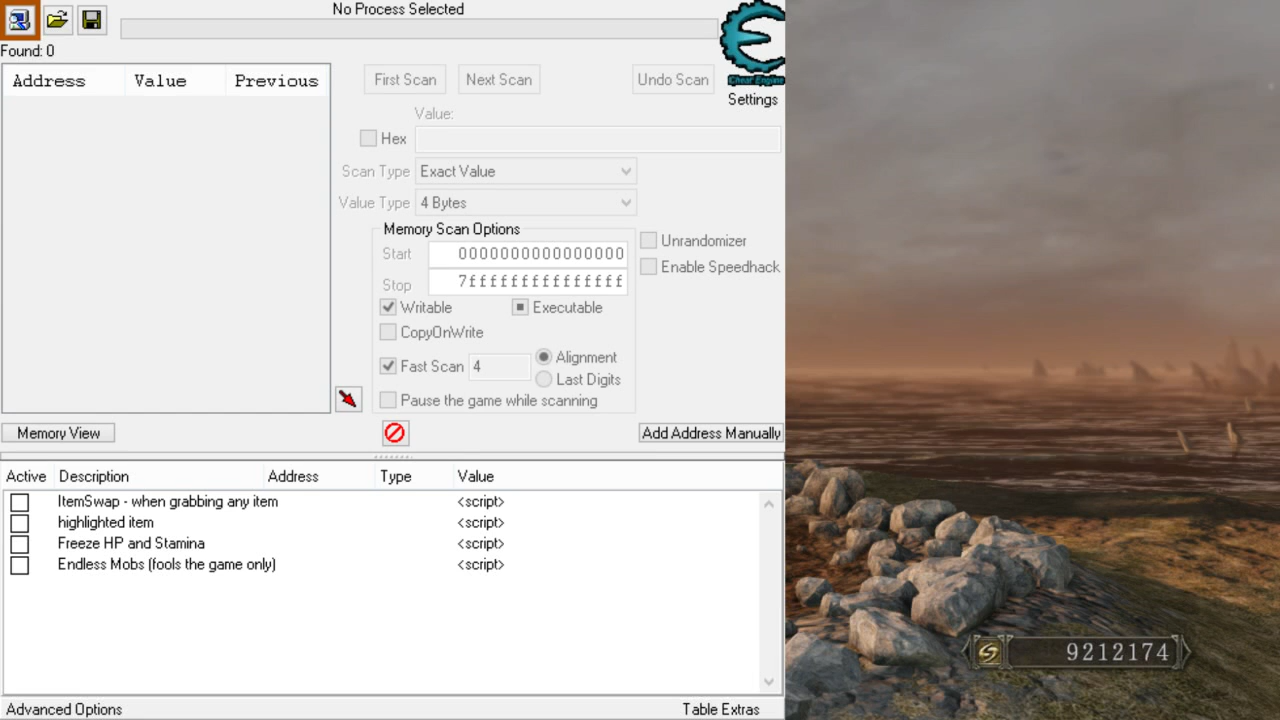 No Process Selected
Found: 0
Address Value Previous
First Scan Next Scan Undo Scan
Cheat Engine
Settings
Value:
Hex
Scan Type Exact Value
Value Type 4 Bytes
Memory Scan Options
Start 0000000000000000
Stop 7fffffffffffffff
Unrandomizer
Enable Speedhack
Writable Executable
CopyOnWrite
Fast Scan 4 Alignment
Last Digits
Pause the game while scanning
Memory View Add Address Manually
Active Description Address Type Value
ItemSwap - when grabbing any item <script>
highlighted item <script>
Freeze HP and Stamina <script>
Endless Mobs (fools the game only) <script>
9212174
Advanced Options Table Extras